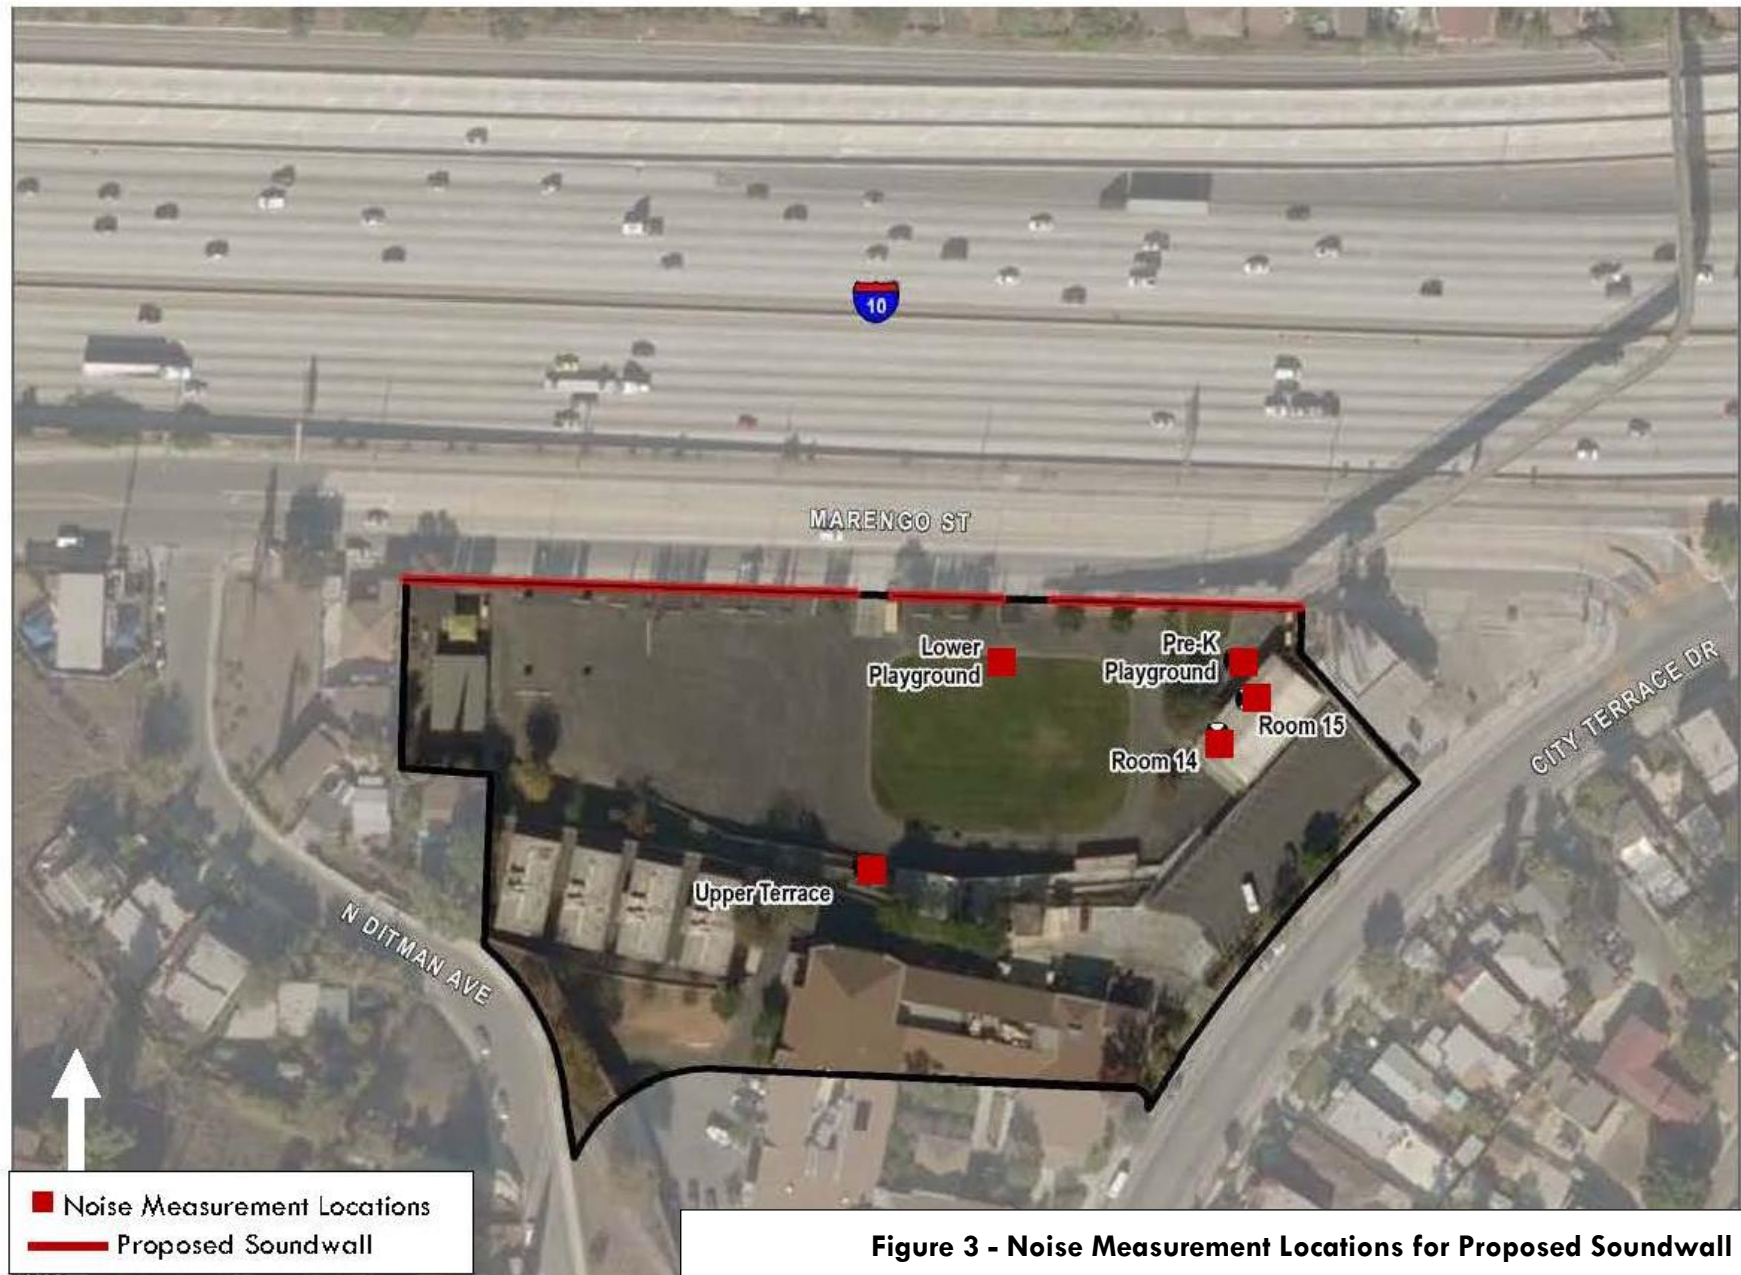 10
MARENGO ST
Lower
Playground
Pre-K
Playground
Room 15
Room 14
CITY TERRACE DR
Upper Terrace
N DITMAN AVE
Noise Measurement Locations
Proposed Soundwall
Figure 3 - Noise Measurement Locations for Proposed Soundwall